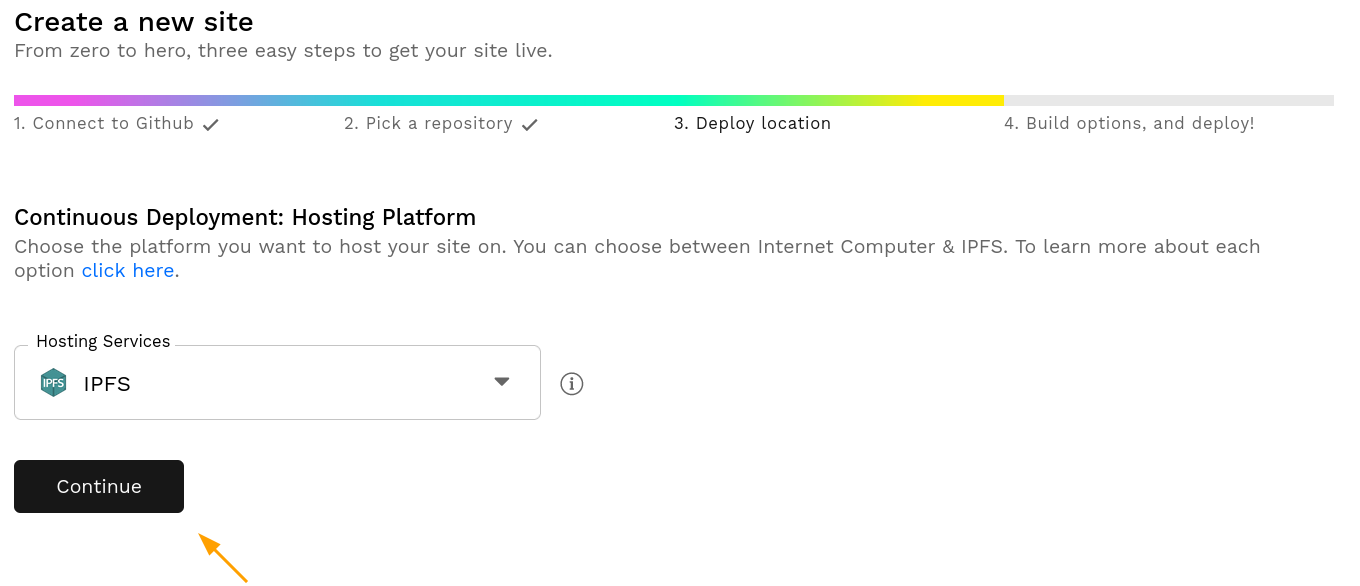 Create a new site
From zero to hero, three easy steps to get your site live.
1. Connect to Github
2. Pick a repository
3. Deploy location
4. Build options, and deploy!
Continuous Deployment: Hosting Platform
Choose the platform you want to host your site on. You can choose between Internet Computer & IPFS. To learn more about each
option click here.
Hosting Services
IPFS IPFS
Continue